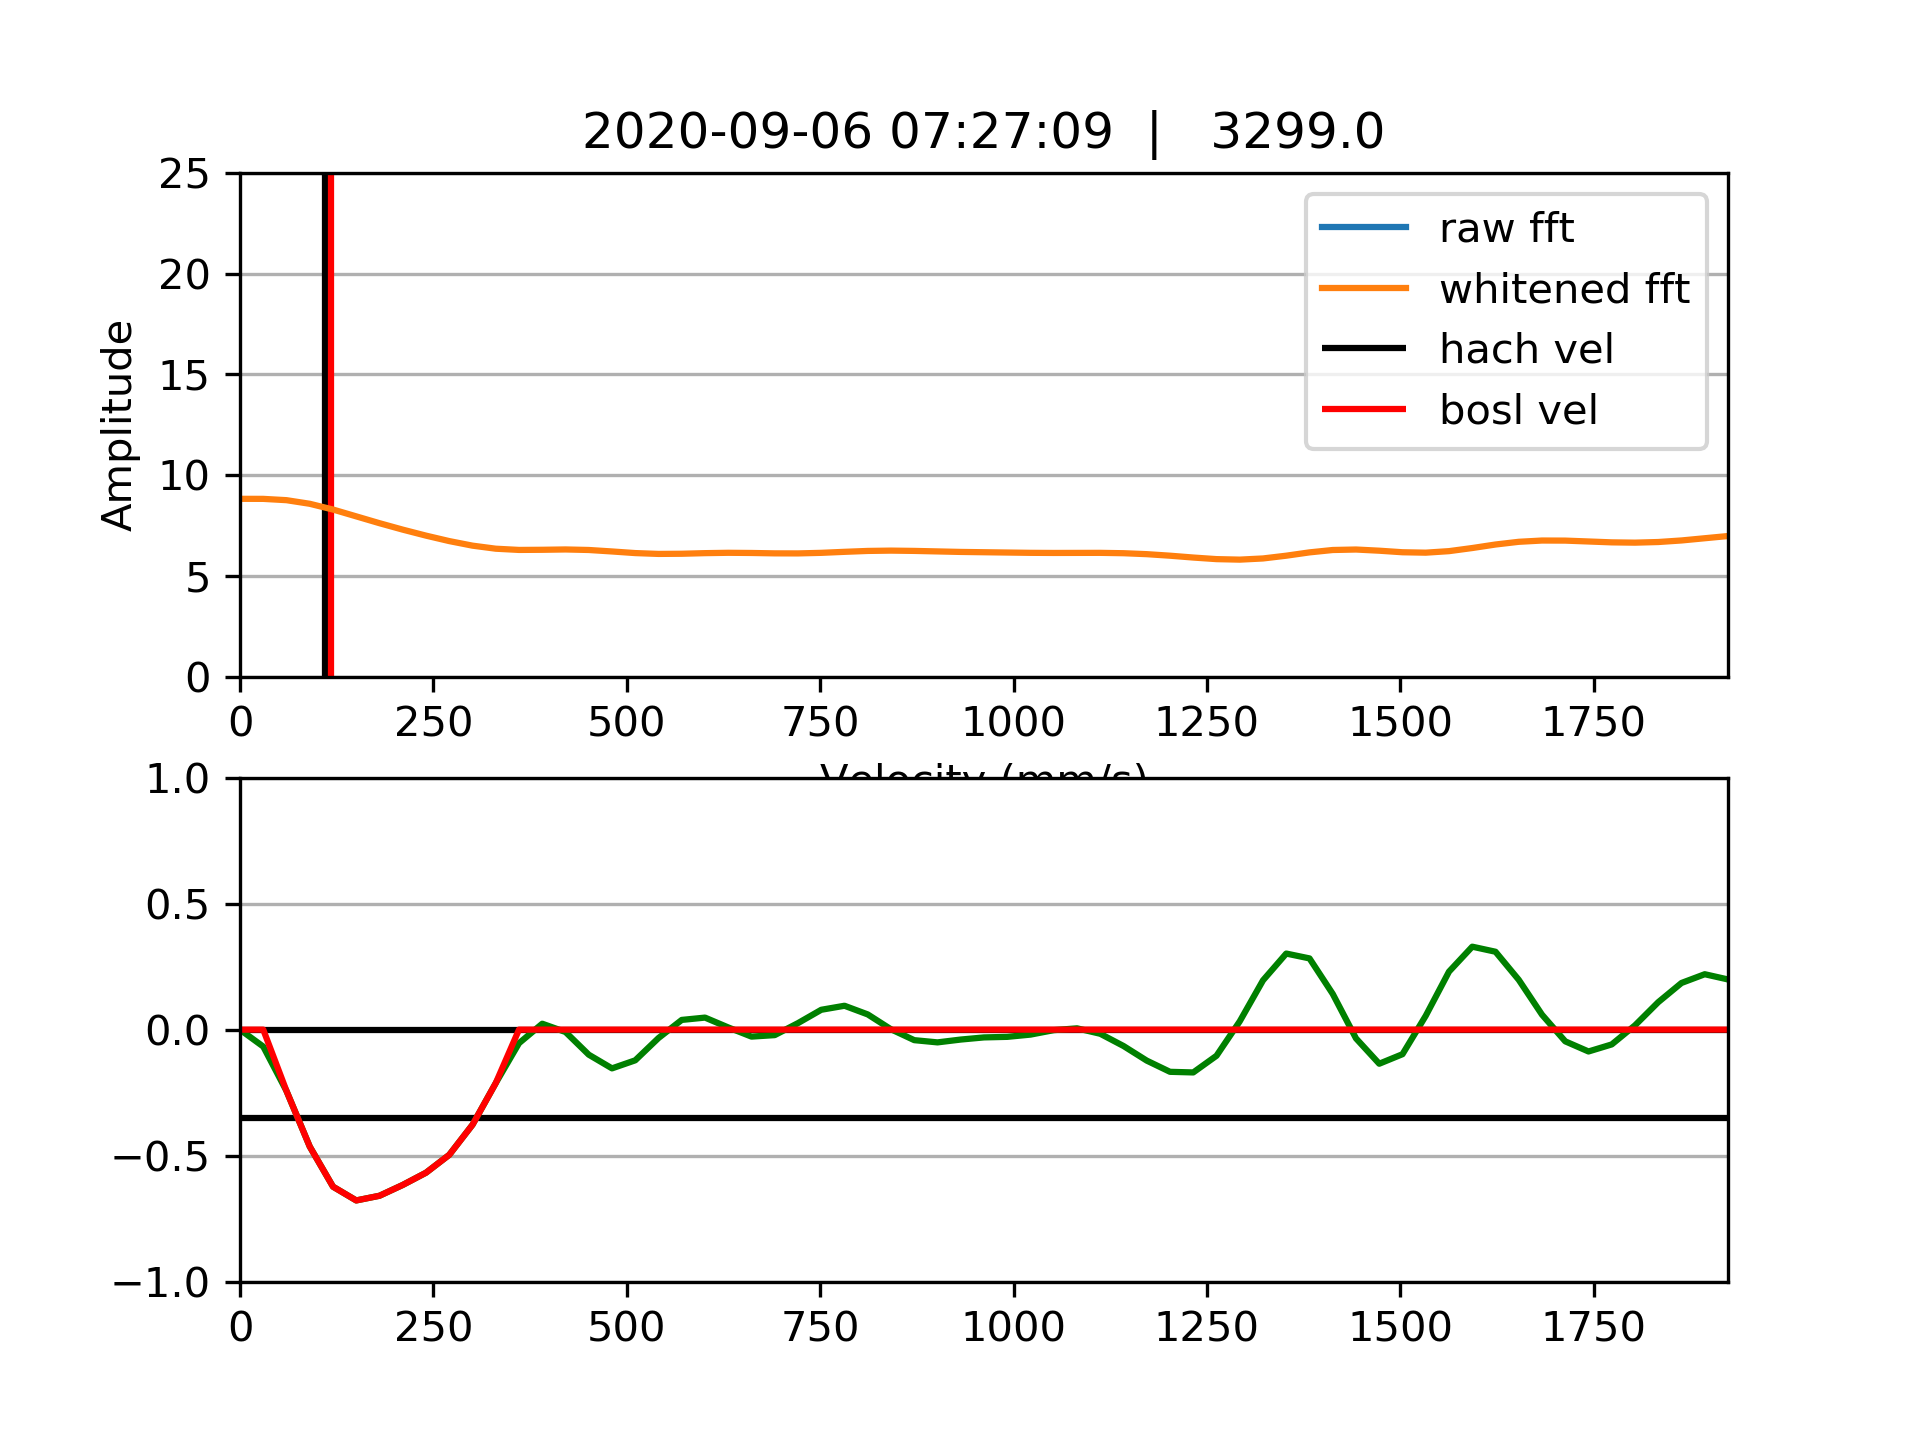 2020-09-06 07:27:09 | 3299.0
25
20
15
10
5
0
Amplitude
raw fft
whitened fft
hach vel
bosl vel
0 250 500 750 1000 1250 1500 1750
Velocity (mm/s)
1.0
0.5
0.0
−0.5
−1.0
0 250 500 750 1000 1250 1500 1750